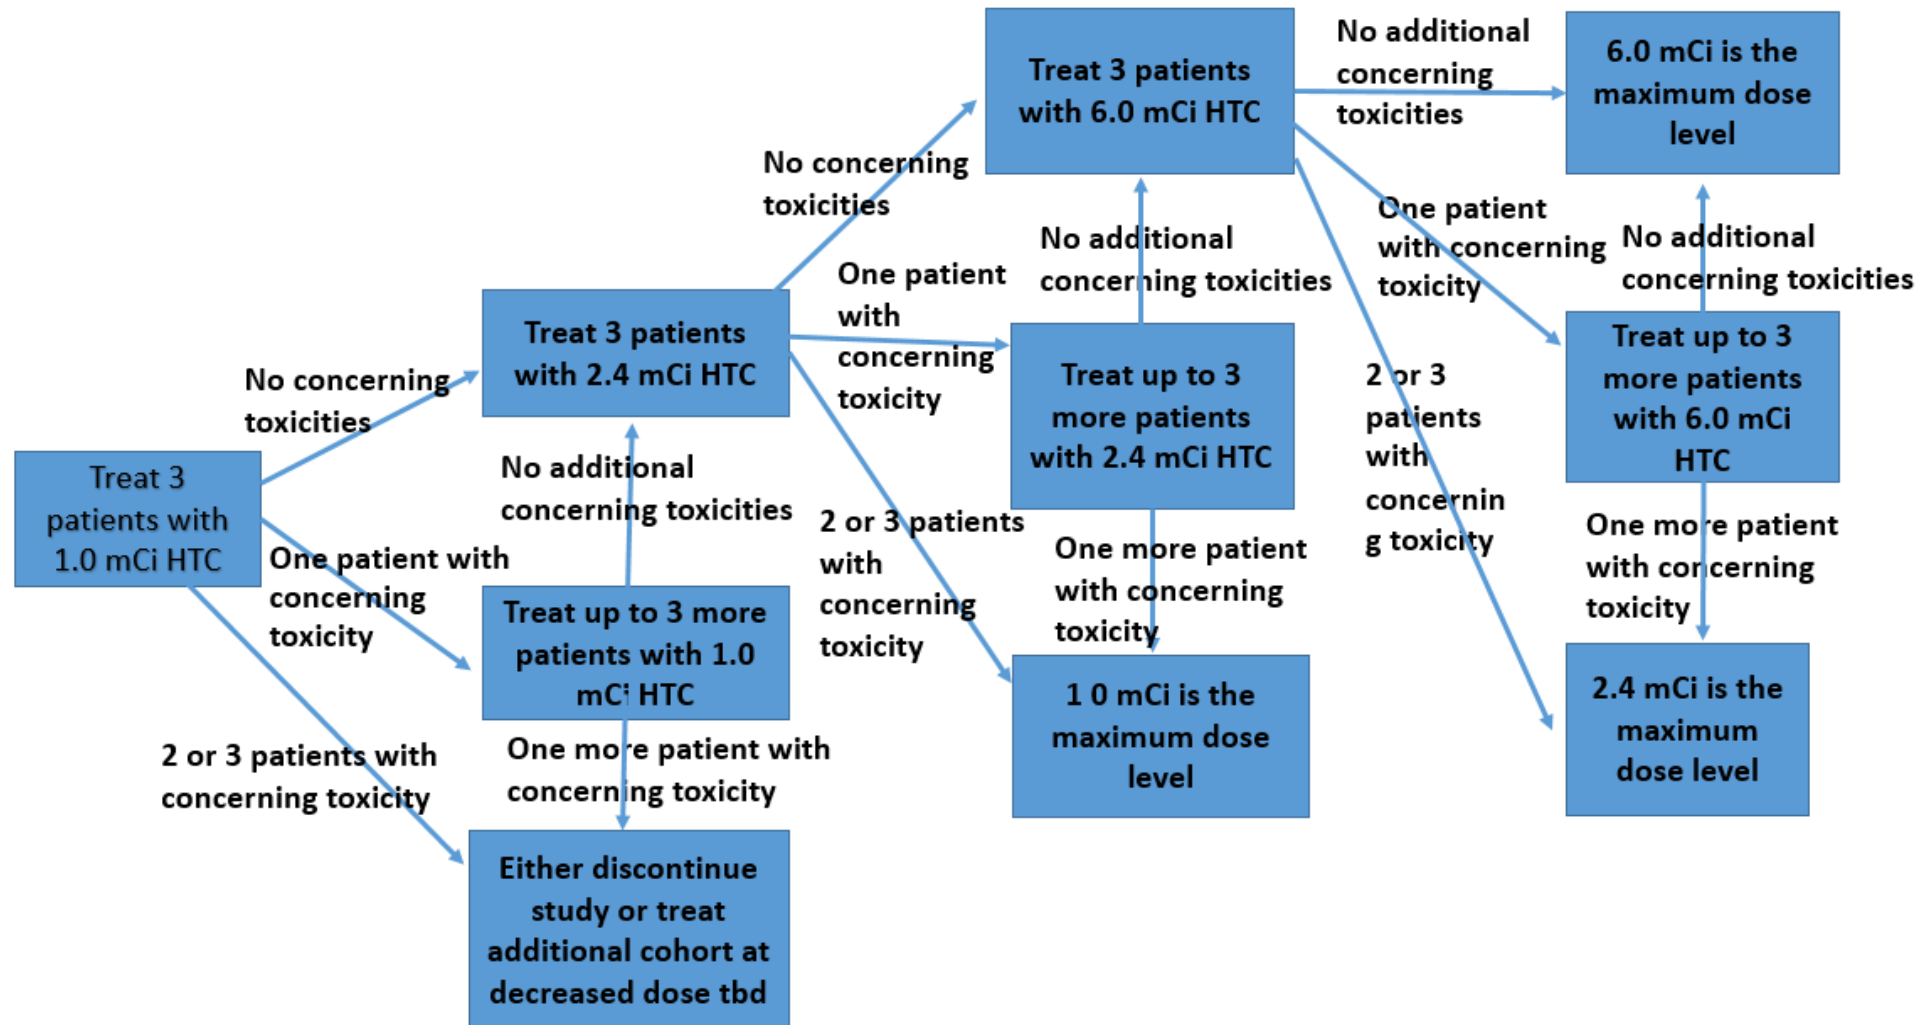 Treat 3
patients with
1.0 mCi HTC
No concerning
toxicities
One patient with
concerning
toxicity
2 or 3 patients with
concerning toxicity
Treat 3 patients
with 2.4 mCi HTC
No additional
concerning toxicities
Treat up to 3 more
patients with 1.0
mCi HTC
One more patient with
concerning toxicity
Either discontinue
study or treat
additional cohort at
decreased dose tbd
No concerning
toxicities
One patient
with
concerning
toxicity
2 or 3 patients
with
concerning
toxicity
Treat 3 patients
with 6.0 mCi HTC
No additional
concerning toxicities
Treat up to 3
more patients
with 2.4 mCi HTC
One more patient
with concerning
toxicity
1 0 mCi is the
maximum dose
level
No additional
concerning
toxicities
One patient
with concerning
toxicity
2 or 3
patients
with
concernin
g toxicity
6.0 mCi is the
maximum dose
level
No additional
concerning toxicities
Treat up to 3
more patients
with 6.0 mCi
HTC
One more patient
with concerning
toxicity
2.4 mCi is the
maximum
dose level